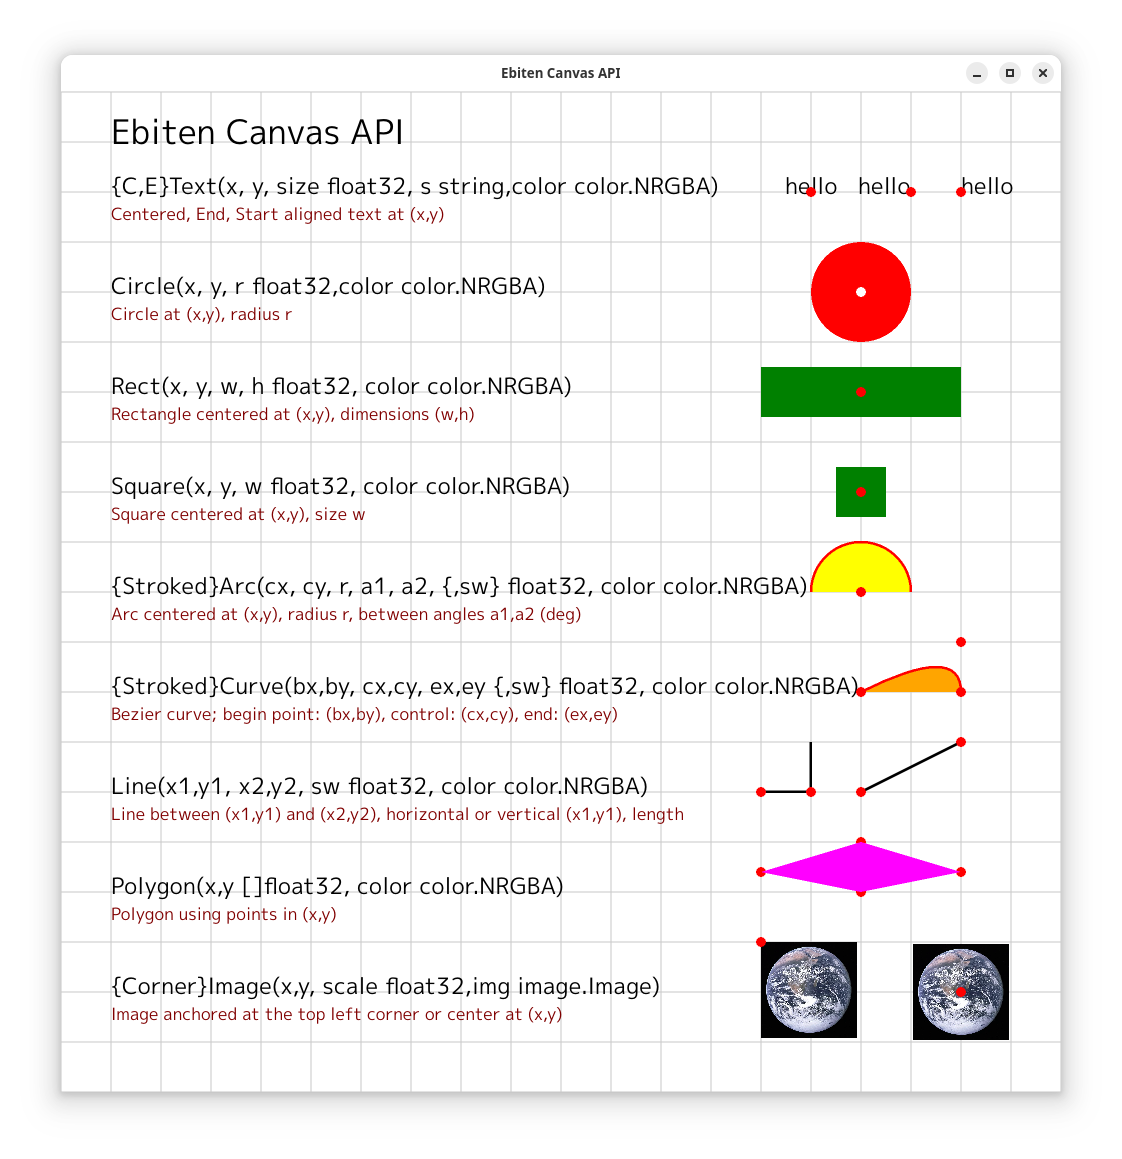 Ebiten Canvas API
Ebiten Canvas API
{C,E}Text(x, y, size float32, s string,color color.NRGBA)
hello hello hello
Centered, End, Start aligned text at (x,y)
Circle(x, y, r float32,color color.NRGBA)
Circle at (x,y), radius r
Rect(x, y, w, h float32, color color.NRGBA)
Rectangle centered at (x,y), dimensions (w,h)
Square(x, y, w float32, color color.NRGBA)
Square centered at (x,y), size w
{Stroked}Arc(cx, cy, r, a1, a2, {,sw} float32, color color.NRGBA)
Arc centered at (x,y), radius r, between angles a1,a2 (deg)
{Stroked}Curve(bx,by, cx,cy, ex,ey {,sw} float32, color color.NRGBA)
Bezier curve; begin point: (bx,by), control: (cx,cy), end: (ex,ey)
Line(x1,y1, x2,y2, sw float32, color color.NRGBA)
Line between (x1,y1) and (x2,y2), horizontal or vertical (x1,y1), length
Polygon(x,y []float32, color color.NRGBA)
Polygon using points in (x,y)
{Corner}Image(x,y, scale float32,img image.Image)
Image anchored at the top left corner or center at (x,y)